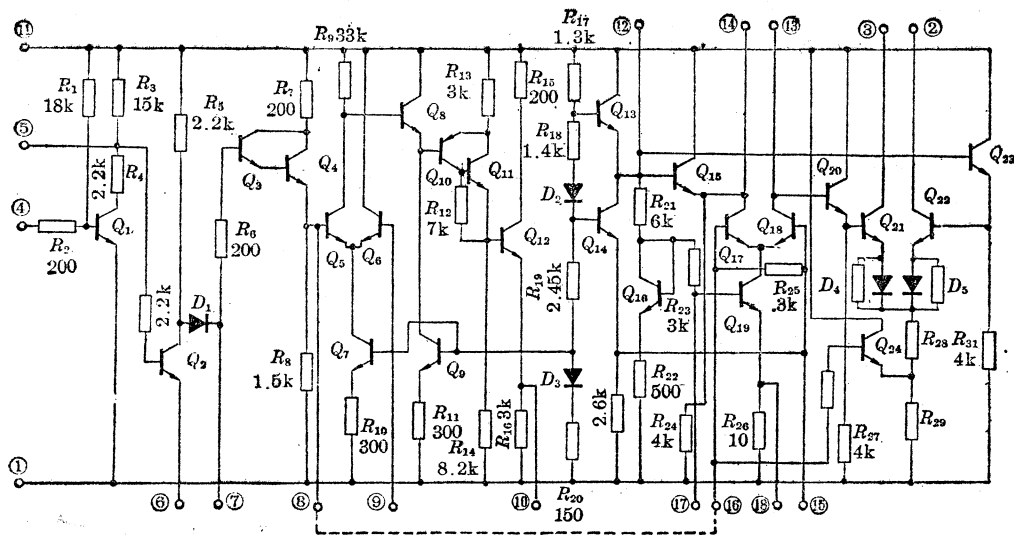 ⑪
R₁
18k
R₃
15k
R₅
2.2k
R₇
200
R₉ 33k
R₁₃
3k
R₁₅
200
R₁₇
1.3k
⑫
⑭
⑬
③
②
⑤
2.2k
R₄
Q₃
Q₄
Q₈
Q₁₀
Q₁₁
R₁₈
1.4k
Q₁₃
Q₁₅
Q₂₀
Q₂₃
④
R₂
200
Q₁
R₆
200
Q₅
Q₆
R₁₂
7k
Q₁₂
D₂
Q₁₄
R₂₁
6k
Q₁₇
Q₁₈
Q₂₁
Q₂₂
2.2k
D₁
Q₂
R₁₉
2.45k
Q₁₆
R₂₃
3k
Q₁₉
R₂₅
3k
D₄
D₅
R₈
1.5k
Q₇
Q₉
D₃
R₂₂
500
Q₂₄
R₂₈
R₃₁
4k
R₁₀
300
R₁₁
300
R₁₄
8.2k
R₁₆ 3k
2.6k
R₂₄
4k
R₂₆
10
R₂₇
4k
R₂₉
①
⑥
⑦
⑧
⑨
⑩
R₂₀
150
⑰
⑯
⑱
⑮